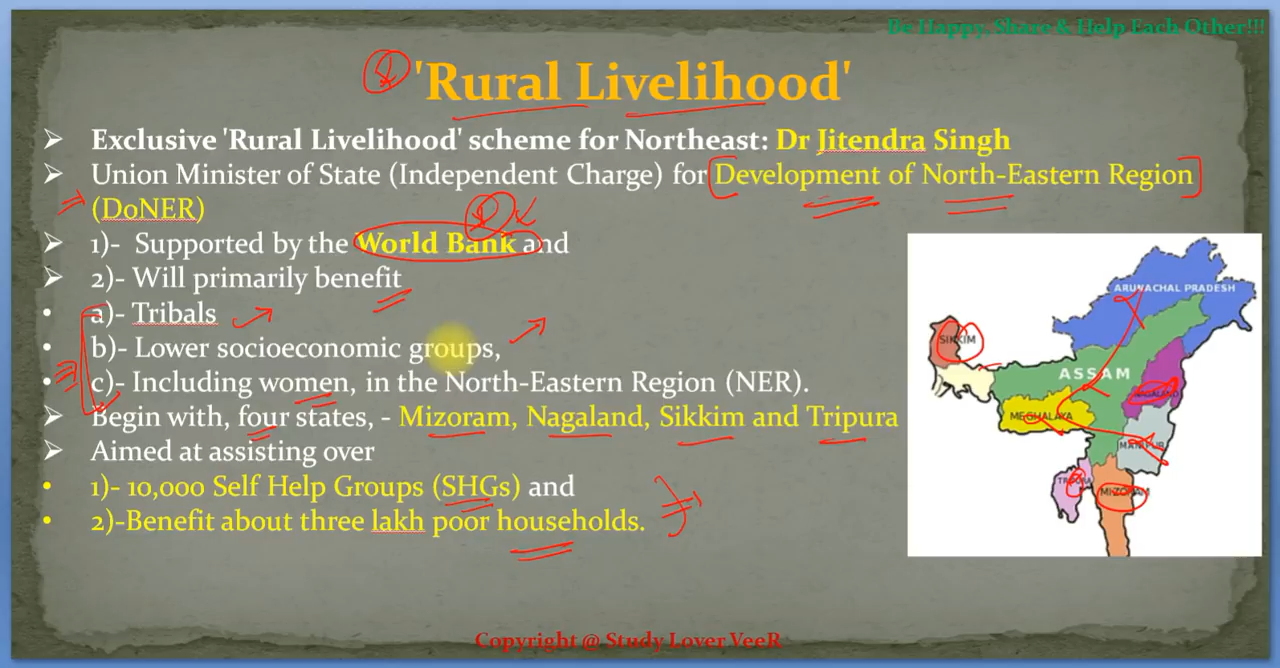 Be Happy, Share & Help Each Other!!!
'Rural Livelihood'
Exclusive 'Rural Livelihood' scheme for Northeast: Dr Jitendra Singh
Union Minister of State (Independent Charge) for Development of North-Eastern Region
(DoNER)
1)- Supported by the World Bank and
2)- Will primarily benefit
a)- Tribals
b)- Lower socioeconomic groups,
c)- Including women, in the North-Eastern Region (NER).
Begin with, four states, - Mizoram, Nagaland, Sikkim and Tripura
Aimed at assisting over
1)- 10,000 Self Help Groups (SHGs) and
2)-Benefit about three lakh poor households.
ARUNACHAL PRADESH
SIKKIM
ASSAM
NAGALAND
MEGHALAYA
MANIPUR
TRIPURA
MIZORAM
Copyright @ Study Lover VeeR